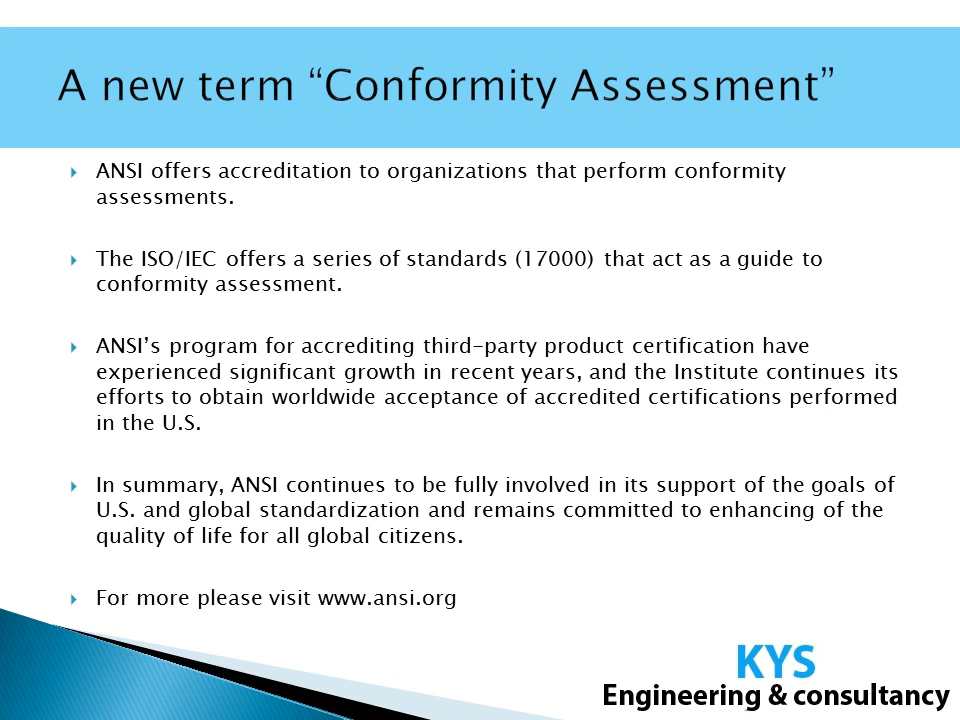 A new term “Conformity Assessment”
ANSI offers accreditation to organizations that perform conformity
assessments.
The ISO/IEC offers a series of standards (17000) that act as a guide to
conformity assessment.
ANSI’s program for accrediting third-party product certification have
experienced significant growth in recent years, and the Institute continues its
efforts to obtain worldwide acceptance of accredited certifications performed
in the U.S.
In summary, ANSI continues to be fully involved in its support of the goals of
U.S. and global standardization and remains committed to enhancing of the
quality of life for all global citizens.
For more please visit www.ansi.org
KYS
Engineering & consultancy